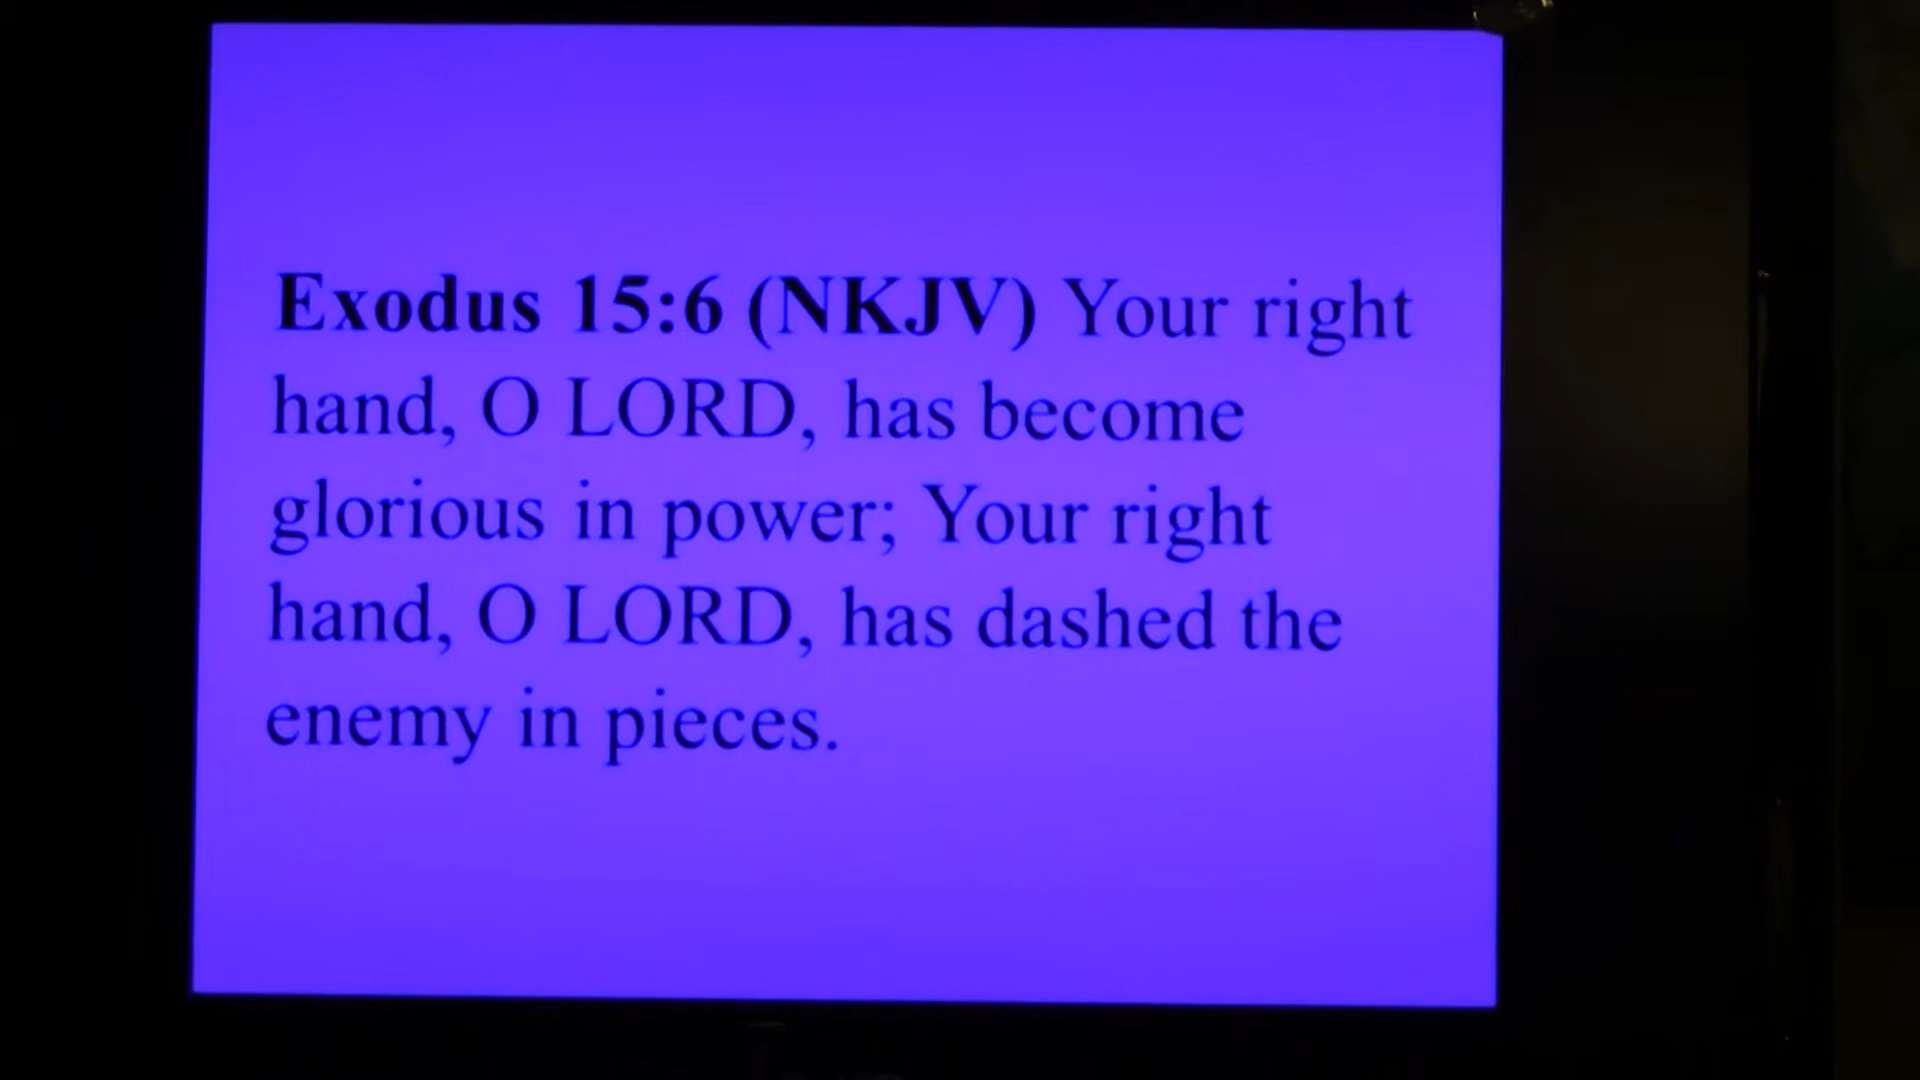 Exodus 15:6 (NKJV) Your right
hand, O LORD, has become
glorious in power; Your right
hand, O LORD, has dashed the
enemy in pieces.